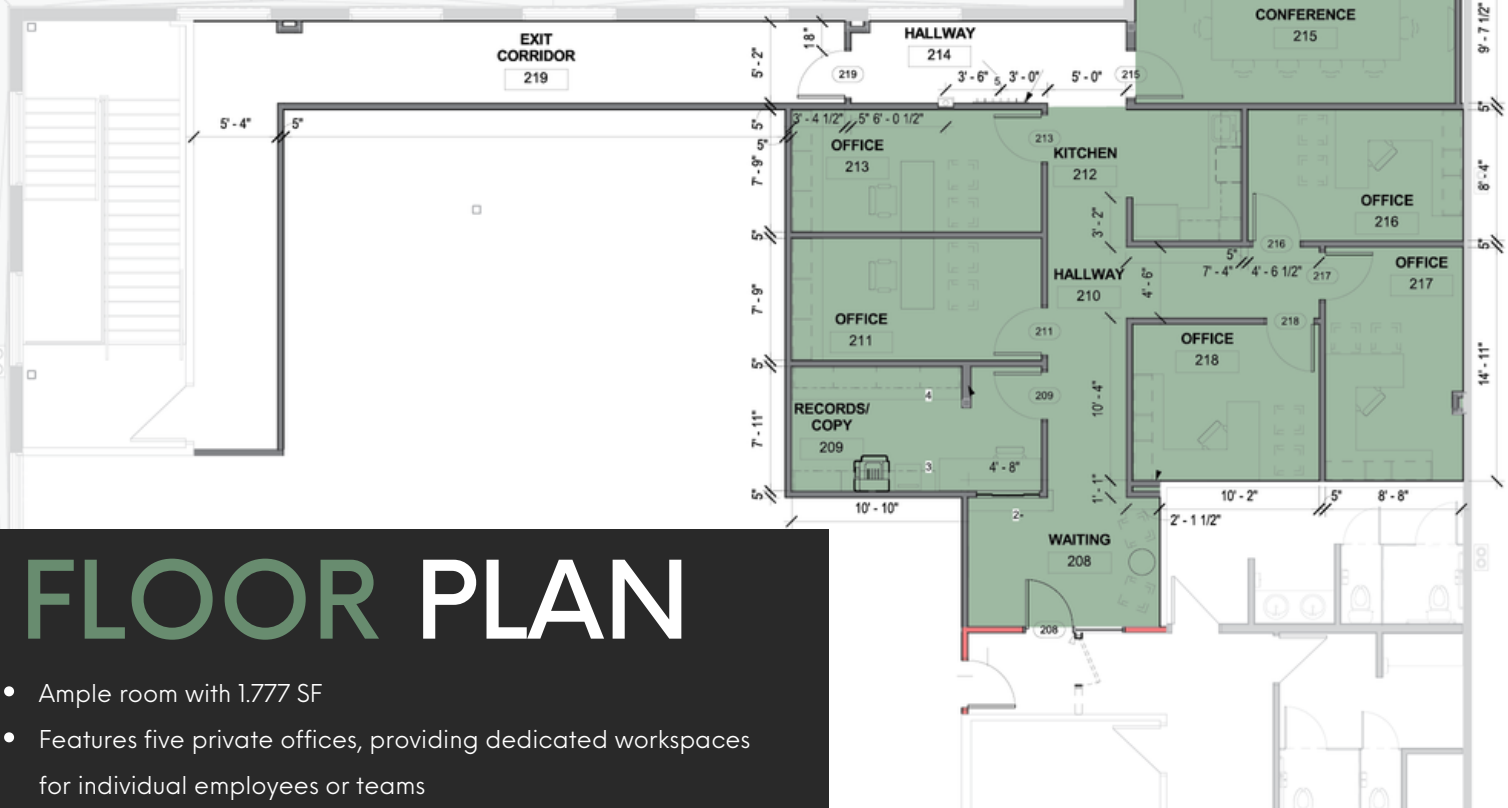 CONFERENCE
215
9' - 7 1/2"
EXIT
CORRIDOR
219
5' - 2"
18"
219
HALLWAY
214
3' - 6"
5
3' - 0"
5' - 0"
215
5' - 4"
5"
5"
5"
5"
3' - 4 1/2"
5"
6' - 0 1/2"
OFFICE
213
213
KITCHEN
212
7' - 9"
8' - 4"
OFFICE
216
3' - 2"
5"
5"
216
5"
7' - 4"
4' - 6 1/2"
217
OFFICE
217
HALLWAY
210
4' - 6"
7' - 9"
OFFICE
211
211
218
OFFICE
218
14' - 11"
5"
RECORDS/
COPY
209
4
209
10' - 4"
7' - 11"
3
4' - 8"
1' - 1"
5"
10' - 10"
2-
10' - 2"
5"
8' - 8"
2' - 1 1/2"
WAITING
208
208
FLOOR PLAN
• Ample room with 1.777 SF
• Features five private offices, providing dedicated workspaces
for individual employees or teams